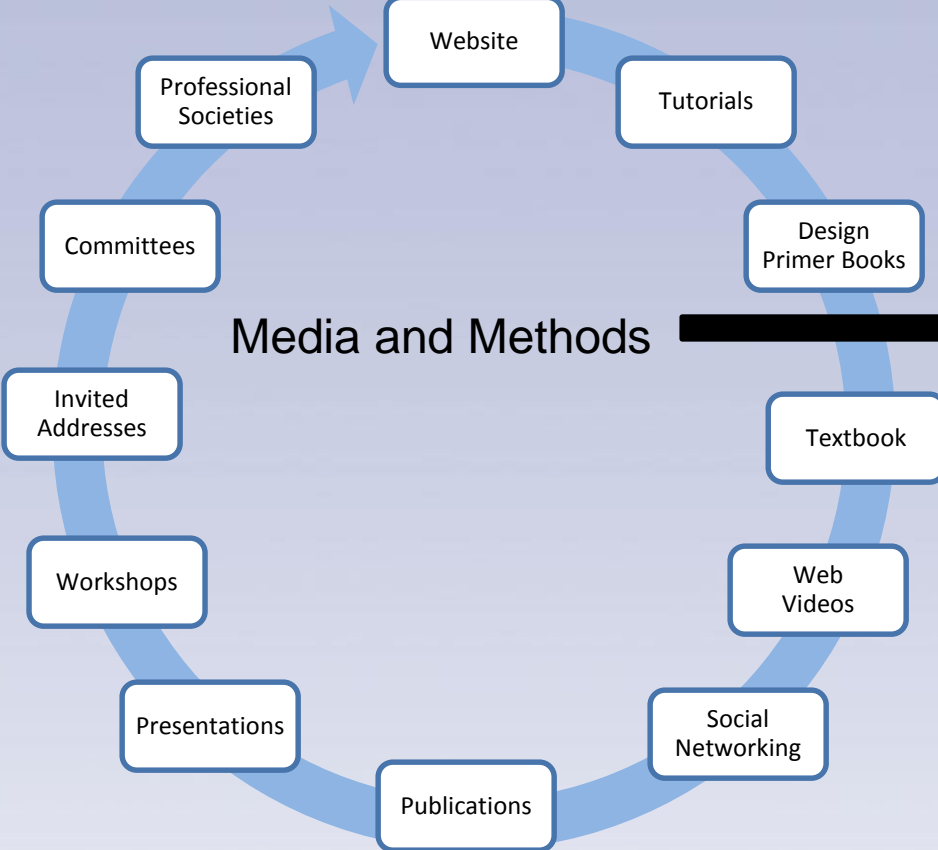 Website
Tutorials
Design
Primer Books
Textbook
Web
Videos
Social
Networking
Publications
Presentations
Workshops
Invited
Addresses
Committees
Professional
Societies
Media and Methods